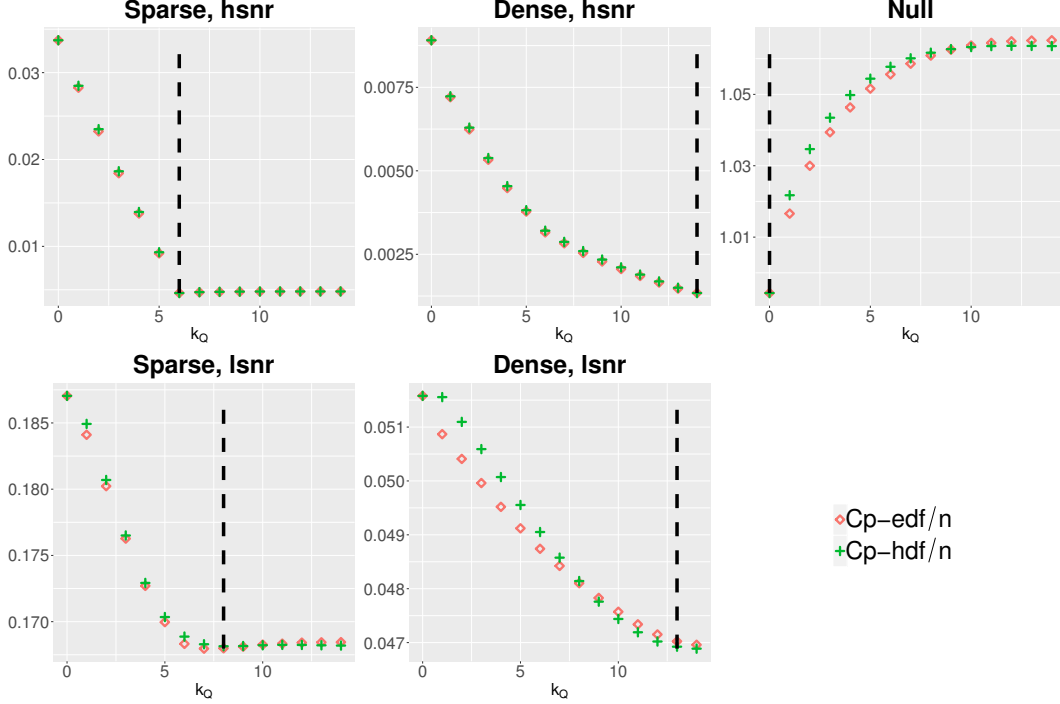 Sparse, hsnr
0.03
0.02
0.01
0
5
10
k_Q
Dense, hsnr
0.0075
0.0050
0.0025
0
5
10
k_Q
Null
1.05
1.03
1.01
0
5
10
k_Q
Sparse, lsnr
0.185
0.180
0.175
0.170
0
5
10
k_Q
Dense, lsnr
0.051
0.050
0.049
0.048
0.047
0
5
10
k_Q
Cp-edf/n
Cp-hdf/n